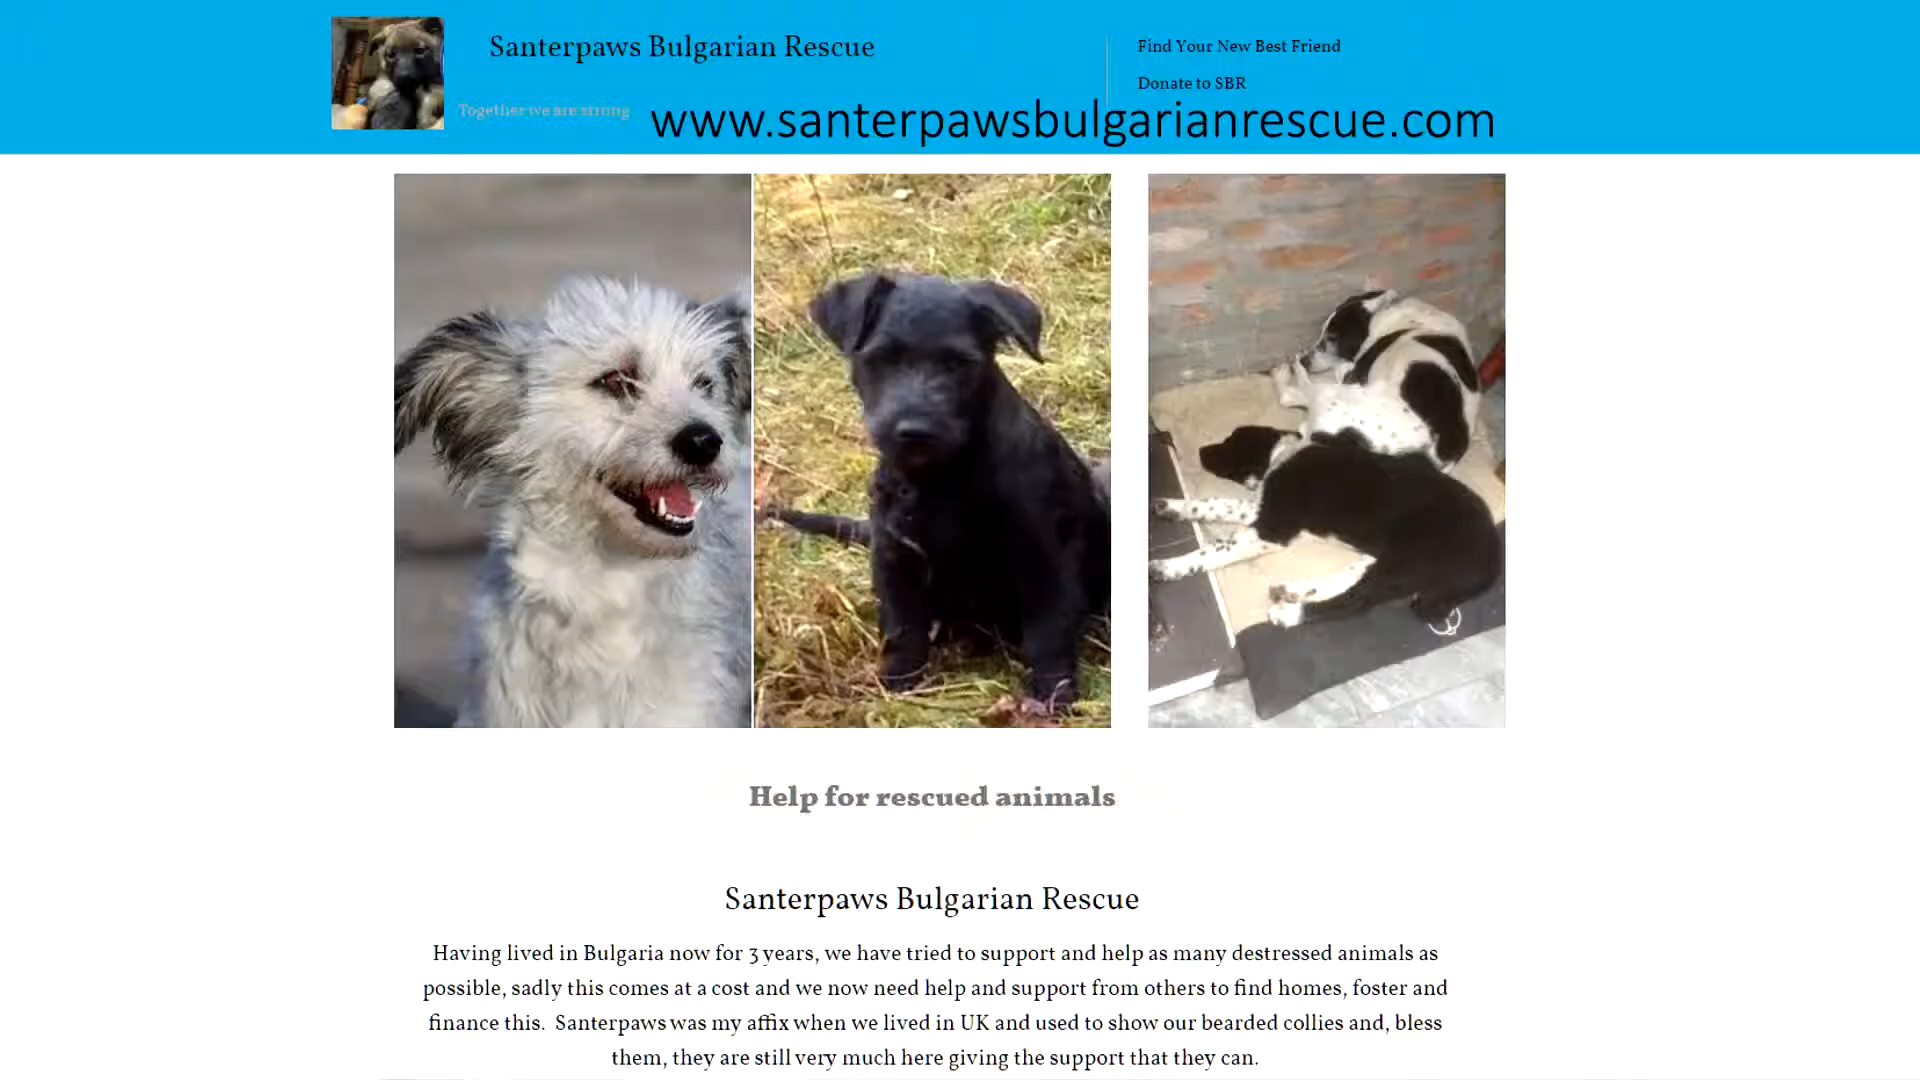 Santerpaws Bulgarian Rescue
Find Your New Best Friend
Donate to SBR
Together we are strong
www.santerpawsbulgarianrescue.com
Help for rescued animals
Santerpaws Bulgarian Rescue
Having lived in Bulgaria now for 3 years, we have tried to support and help as many destressed animals as
possible, sadly this comes at a cost and we now need help and support from others to find homes, foster and
finance this. Santerpaws was my affix when we lived in UK and used to show our bearded collies and, bless
them, they are still very much here giving the support that they can.